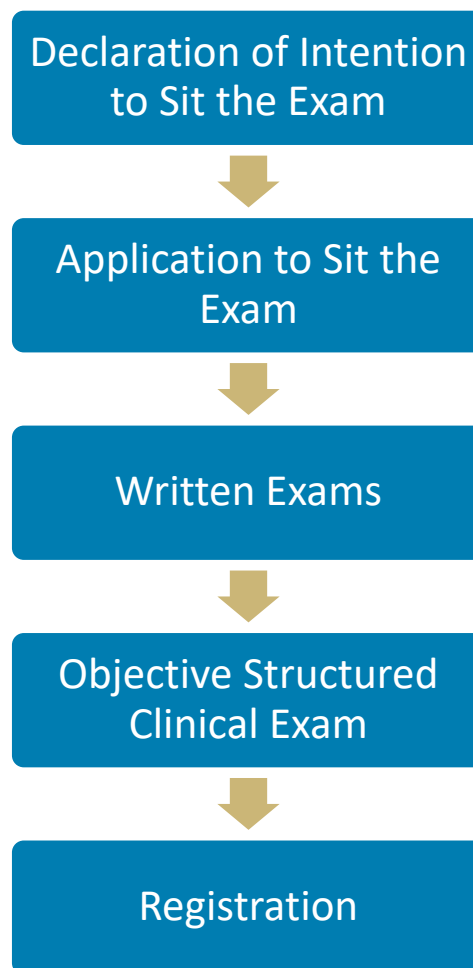 Declaration of Intention
to Sit the Exam
Application to Sit the
Exam
Written Exams
Objective Structured
Clinical Exam
Registration